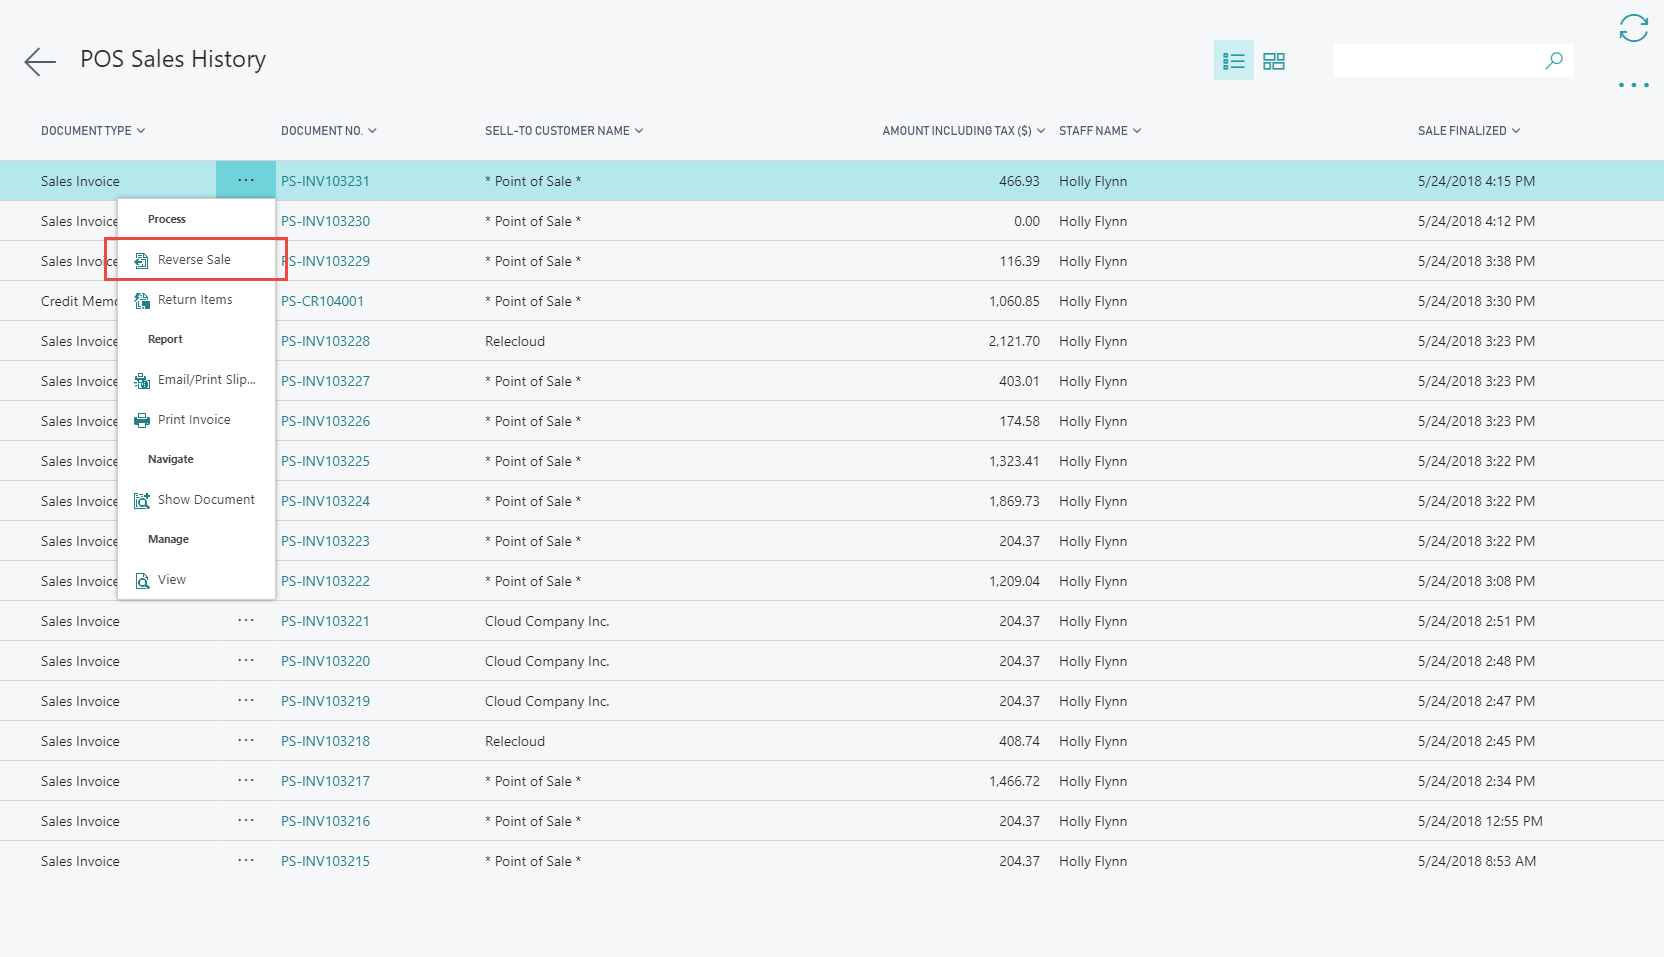 POS Sales History
DOCUMENT TYPE DOCUMENT NO. SELL-TO CUSTOMER NAME AMOUNT INCLUDING TAX ($) STAFF NAME SALE FINALIZED
Sales Invoice ... PS-INV103231 * Point of Sale * 466.93 Holly Flynn 5/24/2018 4:15 PM
Process
Sales Invoice PS-INV103230 * Point of Sale * 0.00 Holly Flynn 5/24/2018 4:12 PM
Reverse Sale
Sales Invoice PS-INV103229 * Point of Sale * 116.39 Holly Flynn 5/24/2018 3:38 PM
Return Items
Credit Memo PS-CR104001 * Point of Sale * 1,060.85 Holly Flynn 5/24/2018 3:30 PM
Report
Sales Invoice PS-INV103228 Relecloud 2,121.70 Holly Flynn 5/24/2018 3:23 PM
Email/Print Slip...
Sales Invoice PS-INV103227 * Point of Sale * 403.01 Holly Flynn 5/24/2018 3:23 PM
Print Invoice
Sales Invoice PS-INV103226 * Point of Sale * 174.58 Holly Flynn 5/24/2018 3:23 PM
Navigate
Sales Invoice PS-INV103225 * Point of Sale * 1,323.41 Holly Flynn 5/24/2018 3:22 PM
Show Document
Sales Invoice PS-INV103224 * Point of Sale * 1,869.73 Holly Flynn 5/24/2018 3:22 PM
Manage
Sales Invoice PS-INV103223 * Point of Sale * 204.37 Holly Flynn 5/24/2018 3:22 PM
View
Sales Invoice PS-INV103222 * Point of Sale * 1,209.04 Holly Flynn 5/24/2018 3:08 PM
Sales Invoice ... PS-INV103221 Cloud Company Inc. 204.37 Holly Flynn 5/24/2018 2:51 PM
Sales Invoice ... PS-INV103220 Cloud Company Inc. 204.37 Holly Flynn 5/24/2018 2:48 PM
Sales Invoice ... PS-INV103219 Cloud Company Inc. 204.37 Holly Flynn 5/24/2018 2:47 PM
Sales Invoice ... PS-INV103218 Relecloud 408.74 Holly Flynn 5/24/2018 2:45 PM
Sales Invoice ... PS-INV103217 * Point of Sale * 1,466.72 Holly Flynn 5/24/2018 2:34 PM
Sales Invoice ... PS-INV103216 * Point of Sale * 204.37 Holly Flynn 5/24/2018 12:55 PM
Sales Invoice ... PS-INV103215 * Point of Sale * 204.37 Holly Flynn 5/24/2018 8:53 AM